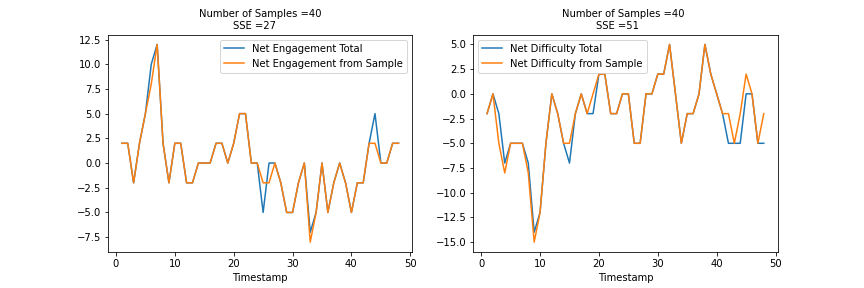 Number of Samples =40
SSE =27
12.5
10.0
7.5
5.0
2.5
0.0
−2.5
−5.0
−7.5
Net Engagement Total
Net Engagement from Sample
0 10 20 30 40 50
Timestamp
Number of Samples =40
SSE =51
5.0
2.5
0.0
−2.5
−5.0
−7.5
−10.0
−12.5
−15.0
Net Difficulty Total
Net Difficulty from Sample
0 10 20 30 40 50
Timestamp